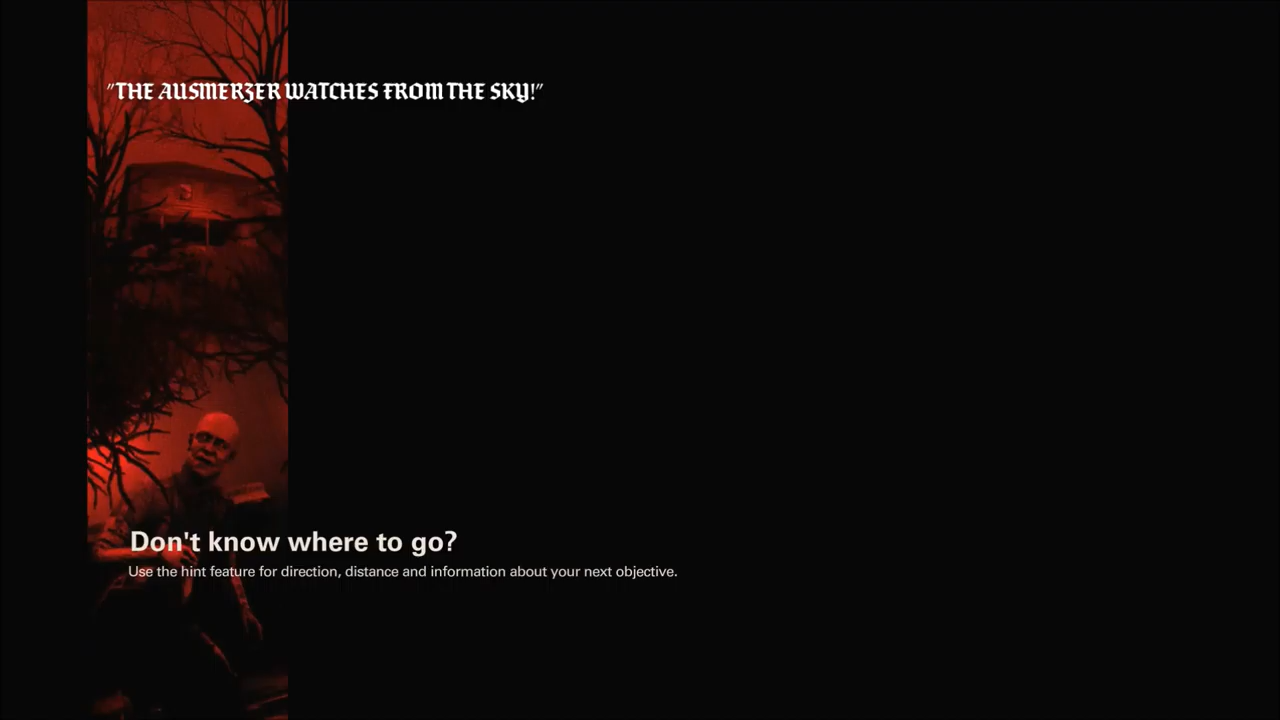 "THE AUSMERZER WATCHES FROM THE SKY!"
Don't know where to go?
Use the hint feature for direction, distance and information about your next objective.